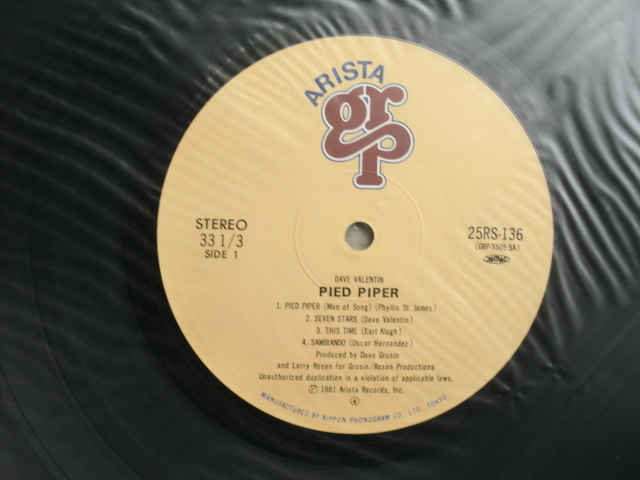 ARISTA
grp
STEREO
33 1/3
SIDE 1
25RS-136
(GRP-5505 SA)
DAVE VALENTIN
PIED PIPER
1. PIED PIPER (Man of Song) (Phyllis St. James)
2. SEVEN STARS (Dave Valentin)
3. THIS TIME (Earl Klugh)
4. SAMBIANDO (Oscar Hernandez)
Produced by Dave Grusin
and Larry Rosen for Grusin/Rosen Productions
Unauthorized duplication is a violation of applicable laws.
Ⓟ 1981 Arista Records, Inc.
④
MANUFACTURED BY NIPPON PHONOGRAM CO., LTD., TOKYO